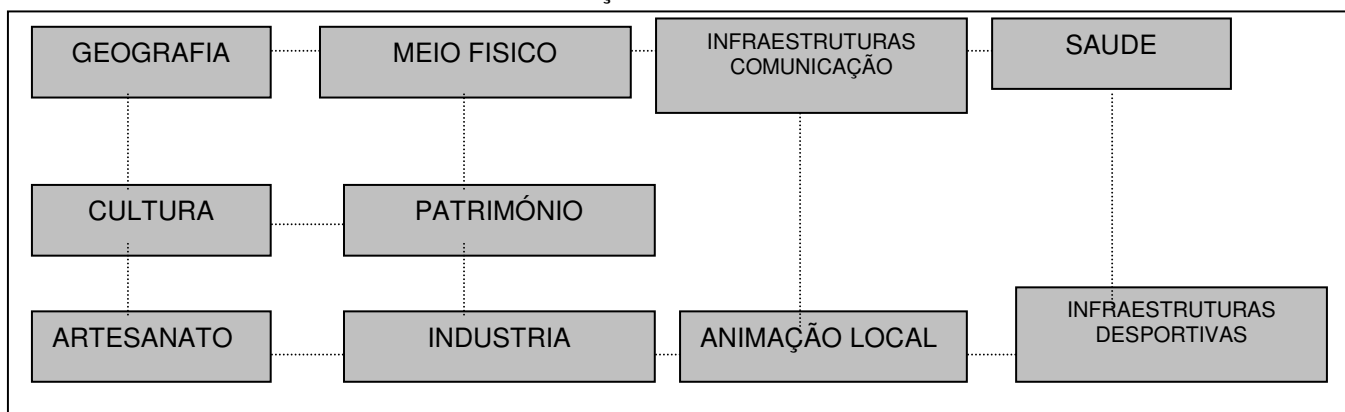 GEOGRAFIA
MEIO FISICO
INFRAESTRUTURAS
COMUNICAÇÃO
SAUDE
CULTURA
PATRIMÓNIO
ARTESANATO
INDUSTRIA
ANIMAÇÃO LOCAL
INFRAESTRUTURAS
DESPORTIVAS